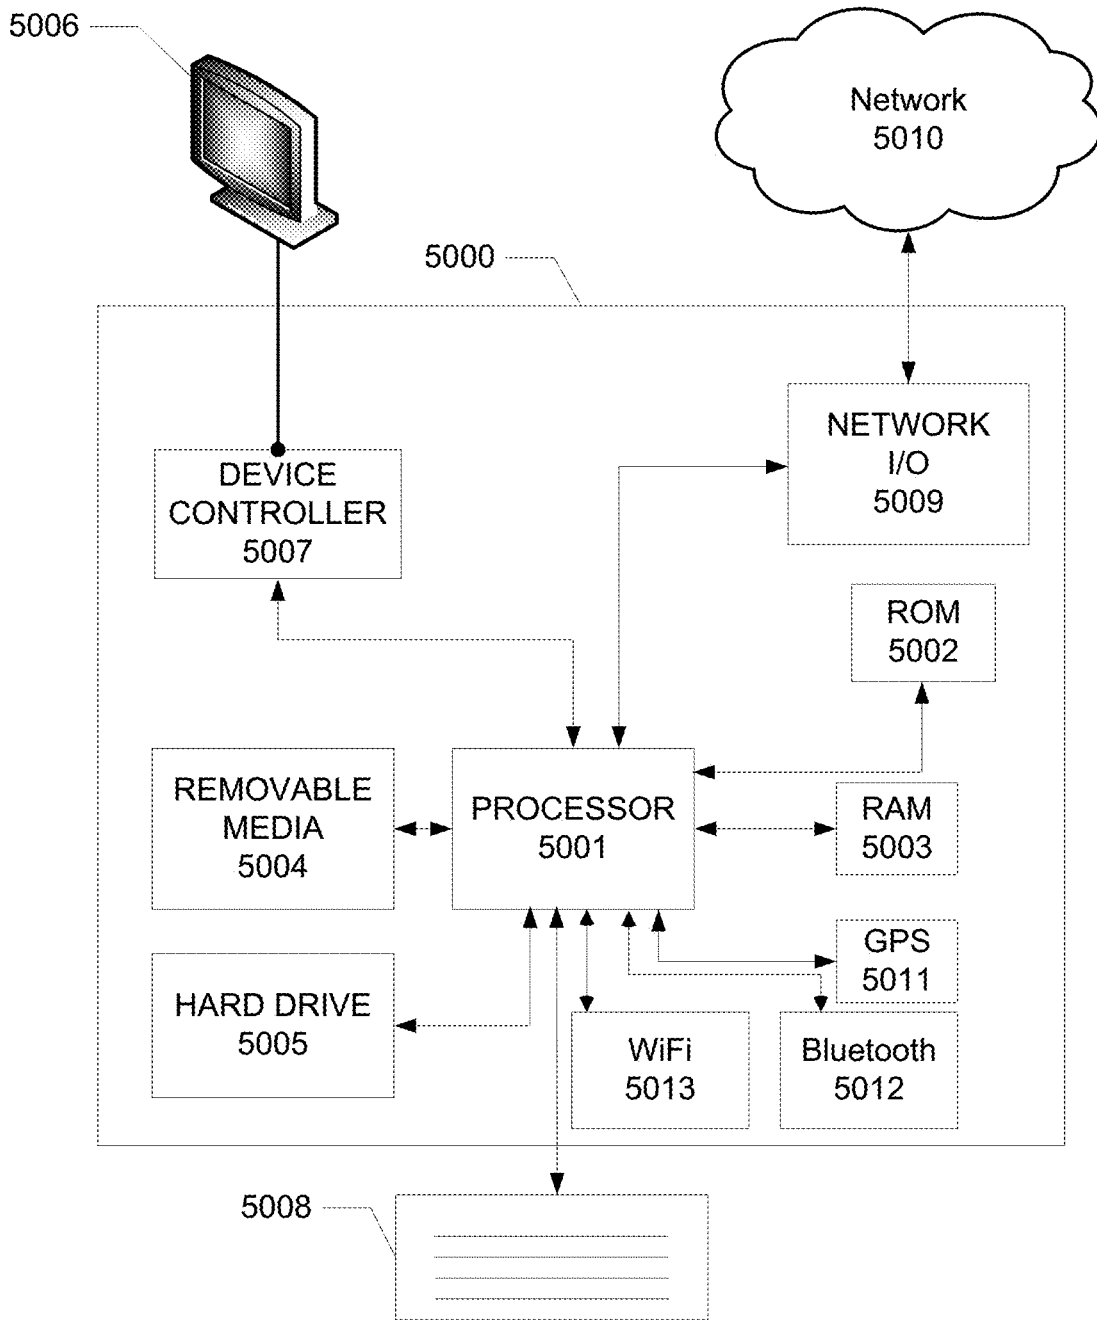 5006
Network
5010
5000
NETWORK
I/O
5009
DEVICE
CONTROLLER
5007
ROM
5002
REMOVABLE
MEDIA
5004
PROCESSOR
5001
RAM
5003
GPS
5011
HARD DRIVE
5005
WiFi
5013
Bluetooth
5012
5008